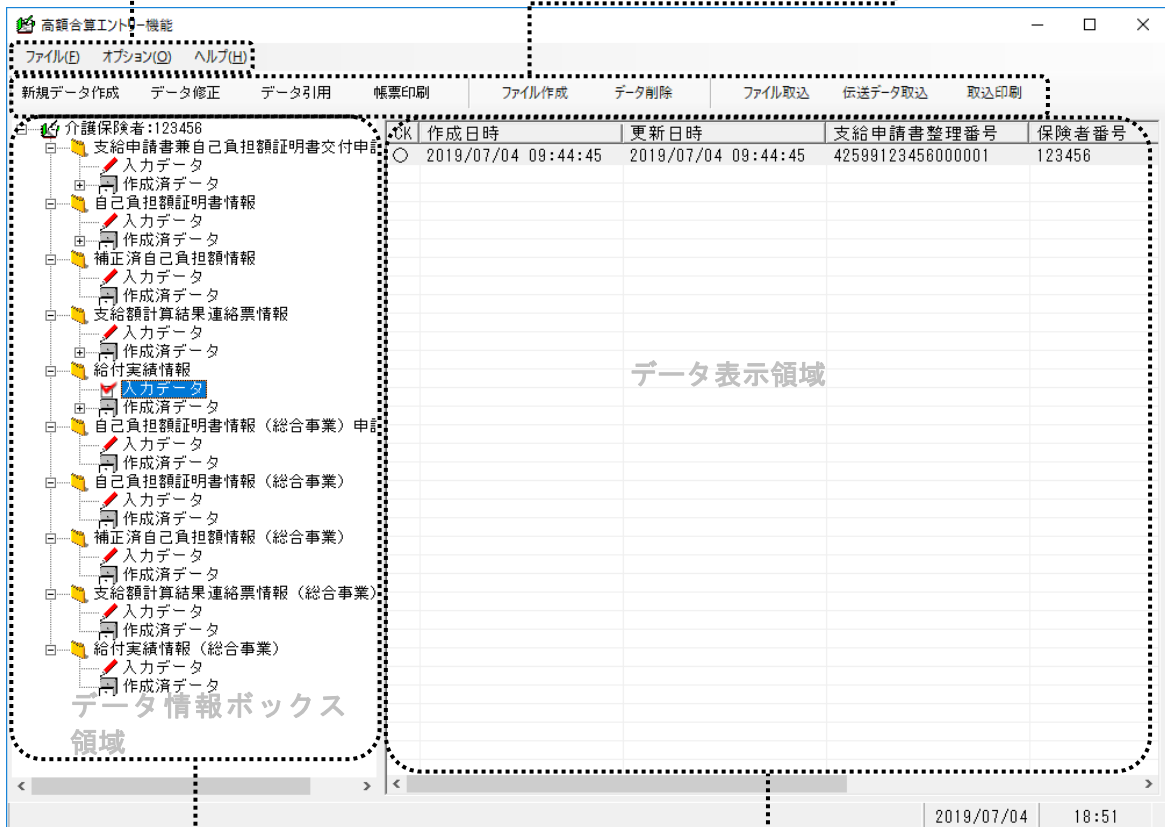 高額合算エントリー機能
ファイル(F) オプション(O) ヘルプ(H)
新規データ作成 データ修正 データ引用 帳票印刷 ファイル作成 データ削除 ファイル取込 伝送データ取込 取込印刷
介護保険者:123456
支給申請書兼自己負担額証明書交付申請
入力データ
作成済データ
自己負担額証明書情報
入力データ
作成済データ
補正済自己負担額情報
入力データ
作成済データ
支給額計算結果連絡票情報
入力データ
作成済データ
給付実績情報
入力データ
作成済データ
自己負担額証明書情報（総合事業）申請
入力データ
作成済データ
自己負担額証明書情報（総合事業）
入力データ
作成済データ
補正済自己負担額情報（総合事業）
入力データ
作成済データ
支給額計算結果連絡票情報（総合事業）
入力データ
作成済データ
給付実績情報（総合事業）
入力データ
作成済データ
データ情報ボックス
領域
CK 作成日時 更新日時 支給申請書整理番号 保険者番号
○ 2019/07/04 09:44:45 2019/07/04 09:44:45 42599123456000001 123456
データ表示領域
2019/07/04 18:51